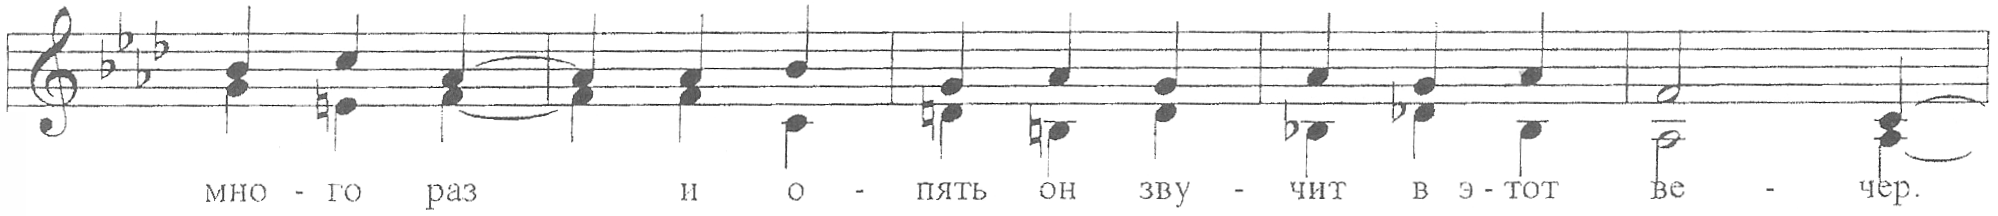 мно - го раз и о - пять он зву - чит в э - тот ве - чер.